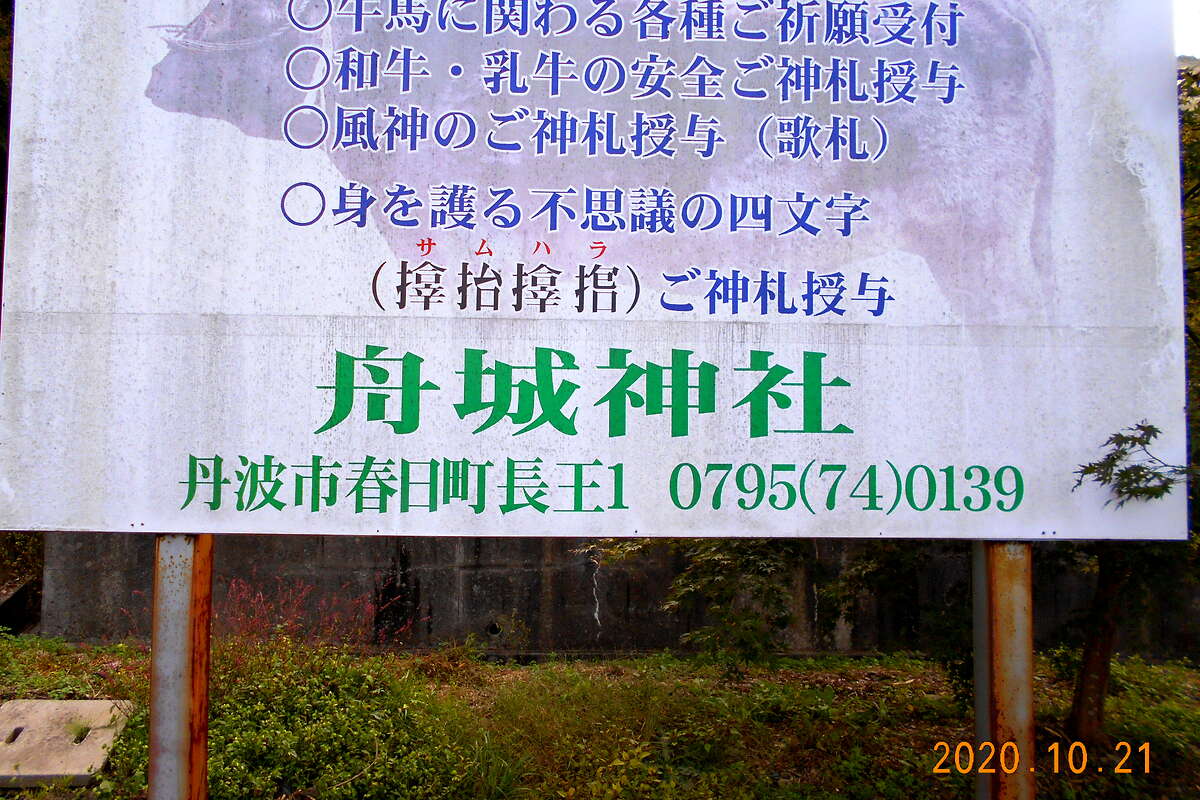 ○牛馬に関わる各種ご祈願受付
○和牛・乳牛の安全ご神札授与
○風神のご神札授与（歌札）
○身を護る不思議の四文字
サムハラ
（撪抬撪𢮦）ご神札授与
舟城神社
丹波市春日町長王1 0795(74)0139
2020.10.21